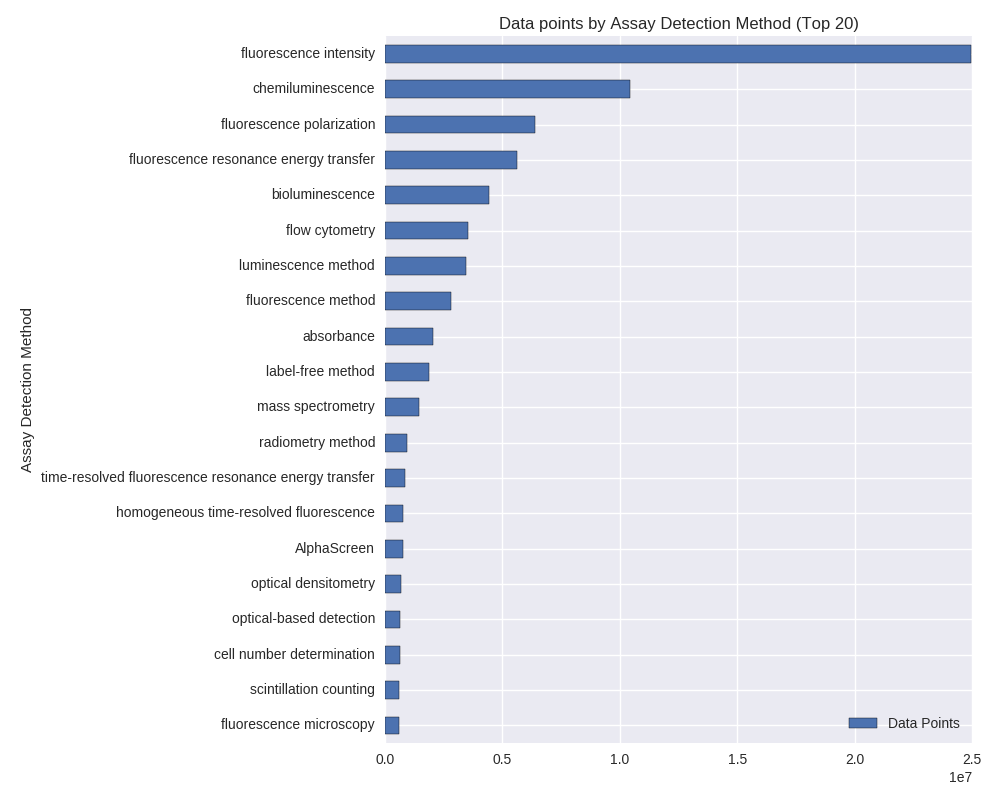 Data points by Assay Detection Method (Top 20)
Assay Detection Method
fluorescence intensity
chemiluminescence
fluorescence polarization
fluorescence resonance energy transfer
bioluminescence
flow cytometry
luminescence method
fluorescence method
absorbance
label-free method
mass spectrometry
radiometry method
time-resolved fluorescence resonance energy transfer
homogeneous time-resolved fluorescence
AlphaScreen
optical densitometry
optical-based detection
cell number determination
scintillation counting
fluorescence microscopy
Data Points
0.0 0.5 1.0 1.5 2.0 2.5
1e7